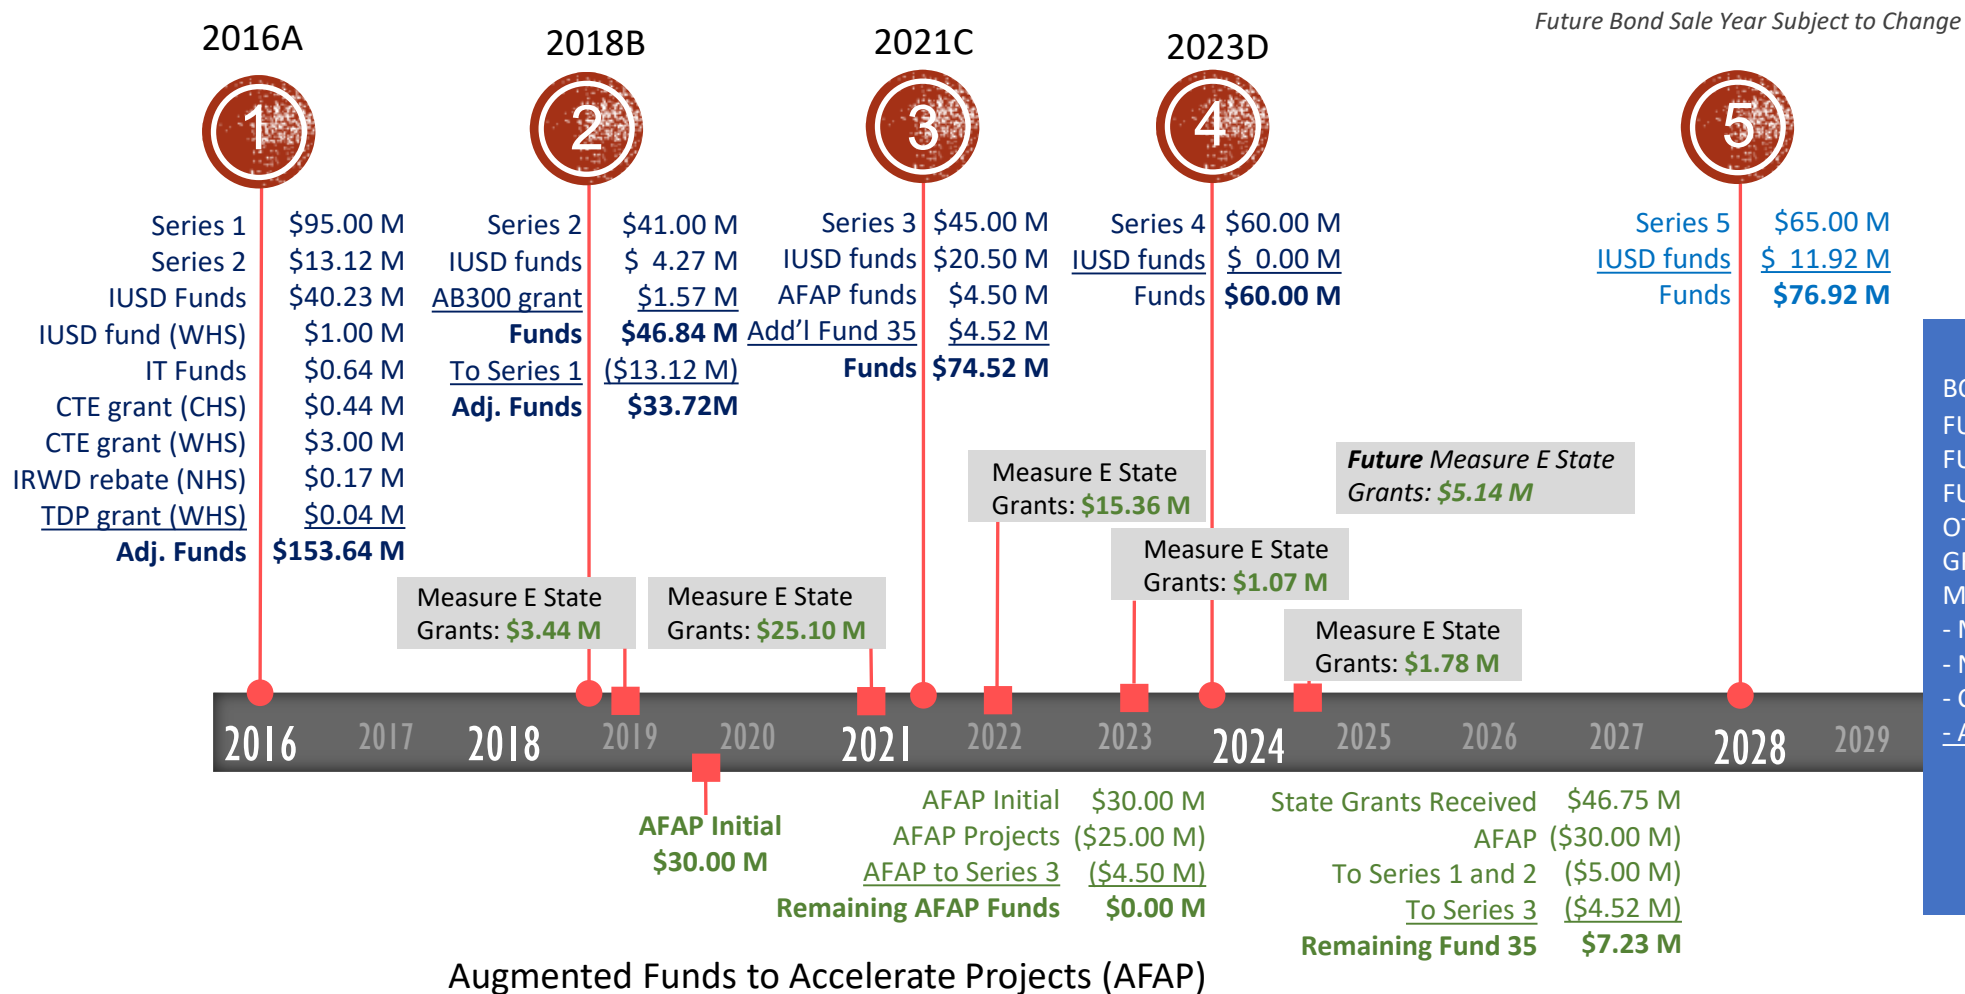 Future Bond Sale Year Subject to Change
2016A
2018B
2021C
2023D
1
2
3
4
5
Series 1 $95.00 M
Series 2 $13.12 M
IUSD Funds $40.23 M
IUSD fund (WHS) $1.00 M
IT Funds $0.64 M
CTE grant (CHS) $0.44 M
CTE grant (WHS) $3.00 M
IRWD rebate (NHS) $0.17 M
TDP grant (WHS) $0.04 M
Adj. Funds $153.64 M
Series 2 $41.00 M
IUSD funds $ 4.27 M
AB300 grant $1.57 M
Funds $46.84 M
To Series 1 ($13.12 M)
Adj. Funds $33.72M
Series 3 $45.00 M
IUSD funds $20.50 M
AFAP funds $4.50 M
Add'l Fund 35 $4.52 M
Funds $74.52 M
Series 4 $60.00 M
IUSD funds $ 0.00 M
Funds $60.00 M
Series 5 $65.00 M
IUSD funds $ 11.92 M
Funds $76.92 M
Measure E State
Grants: $3.44 M
Measure E State
Grants: $25.10 M
Measure E State
Grants: $15.36 M
Measure E State
Grants: $1.07 M
Measure E State
Grants: $1.78 M
Future Measure E State
Grants: $5.14 M
2016 2017 2018 2019 2020 2021 2022 2023 2024 2025 2026 2027 2028 2029
AFAP Initial
$30.00 M
AFAP Initial $30.00 M
AFAP Projects ($25.00 M)
AFAP to Series 3 ($4.50 M)
Remaining AFAP Funds $0.00 M
State Grants Received $46.75 M
AFAP ($30.00 M)
To Series 1 and 2 ($5.00 M)
To Series 3 ($4.52 M)
Remaining Fund 35 $7.23 M
Augmented Funds to Accelerate Projects (AFAP)